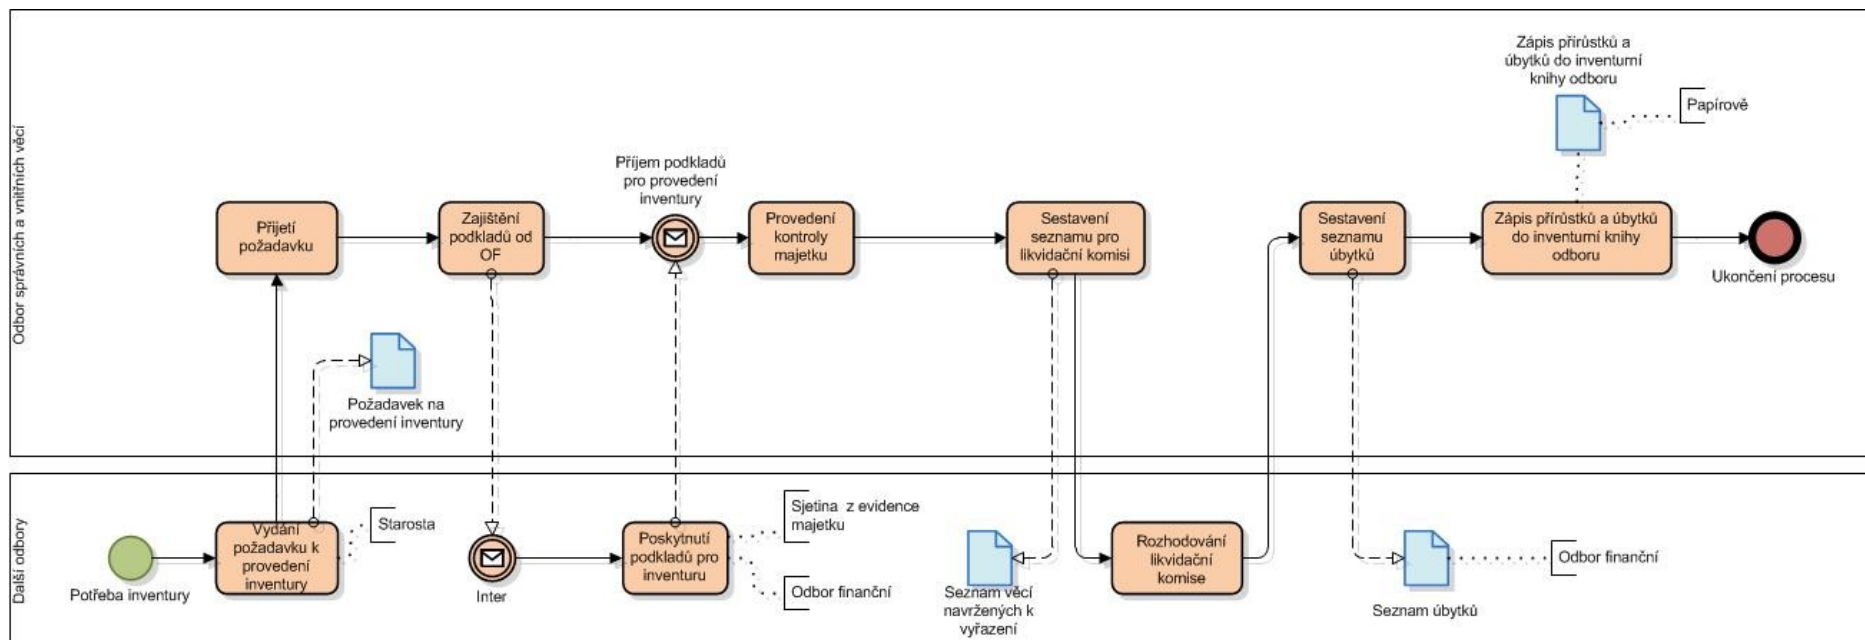 Odbor správních a vnitřních věcí
Zápis přírůstků a
úbytků do inventurní
knihy odboru
Papírově
Příjem podkladů
pro provedení
inventury
Přijetí
požadavku
Zajištění
podkladů od
OF
Provedení
kontroly
majetku
Sestavení
seznamu pro
likvidační komisi
Sestavení
seznamu
úbytků
Zápis přírůstků a úbytků
do inventurní knihy
odboru
Ukončení procesu
Požadavek na
provedení inventury
Další odbory
Potřeba inventury
Vydání
požadavku k
provedení
inventury
Starosta
Inter
Poskytnutí
podkladů pro
inventuru
Sjetina z evidence
majetku
Odbor finanční
Seznam věcí
navržených k
vyřazení
Rozhodování
likvidační
komise
Seznam úbytků
Odbor finanční